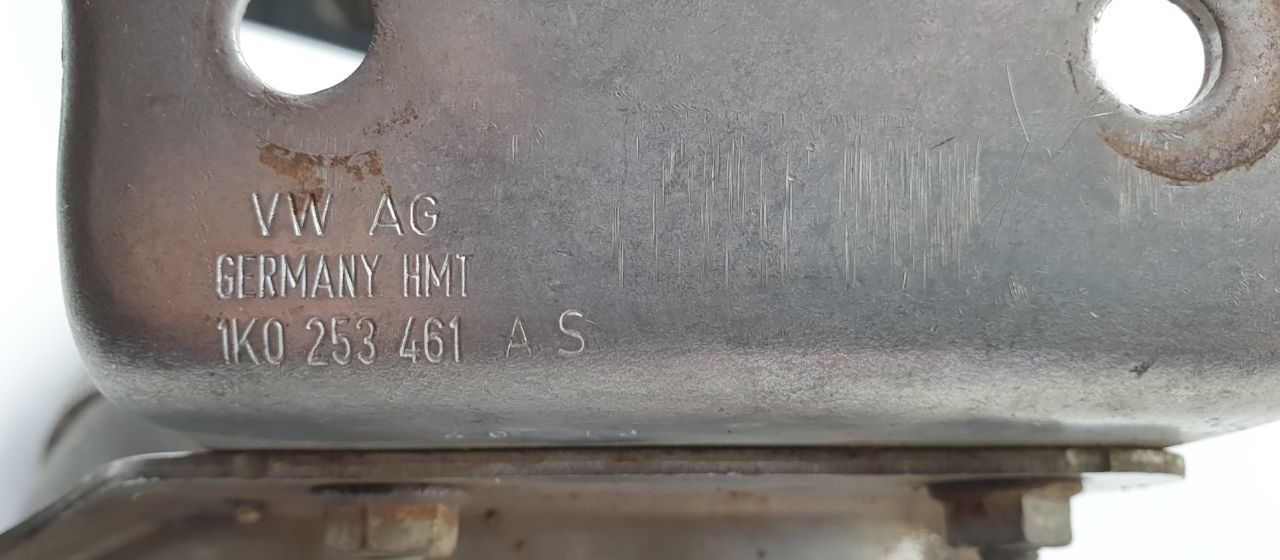 VW AG
GERMANY HMT
1K0 253 461 A S